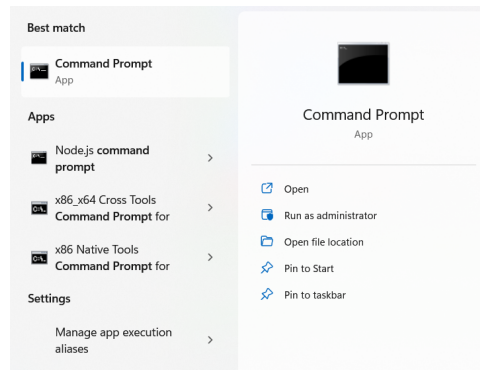 Best match
Command Prompt
App
Apps
Node.js command
prompt
x86_x64 Cross Tools
Command Prompt for
x86 Native Tools
Command Prompt for
Settings
Manage app execution
aliases
Command Prompt
App
Open
Run as administrator
Open file location
Pin to Start
Pin to taskbar